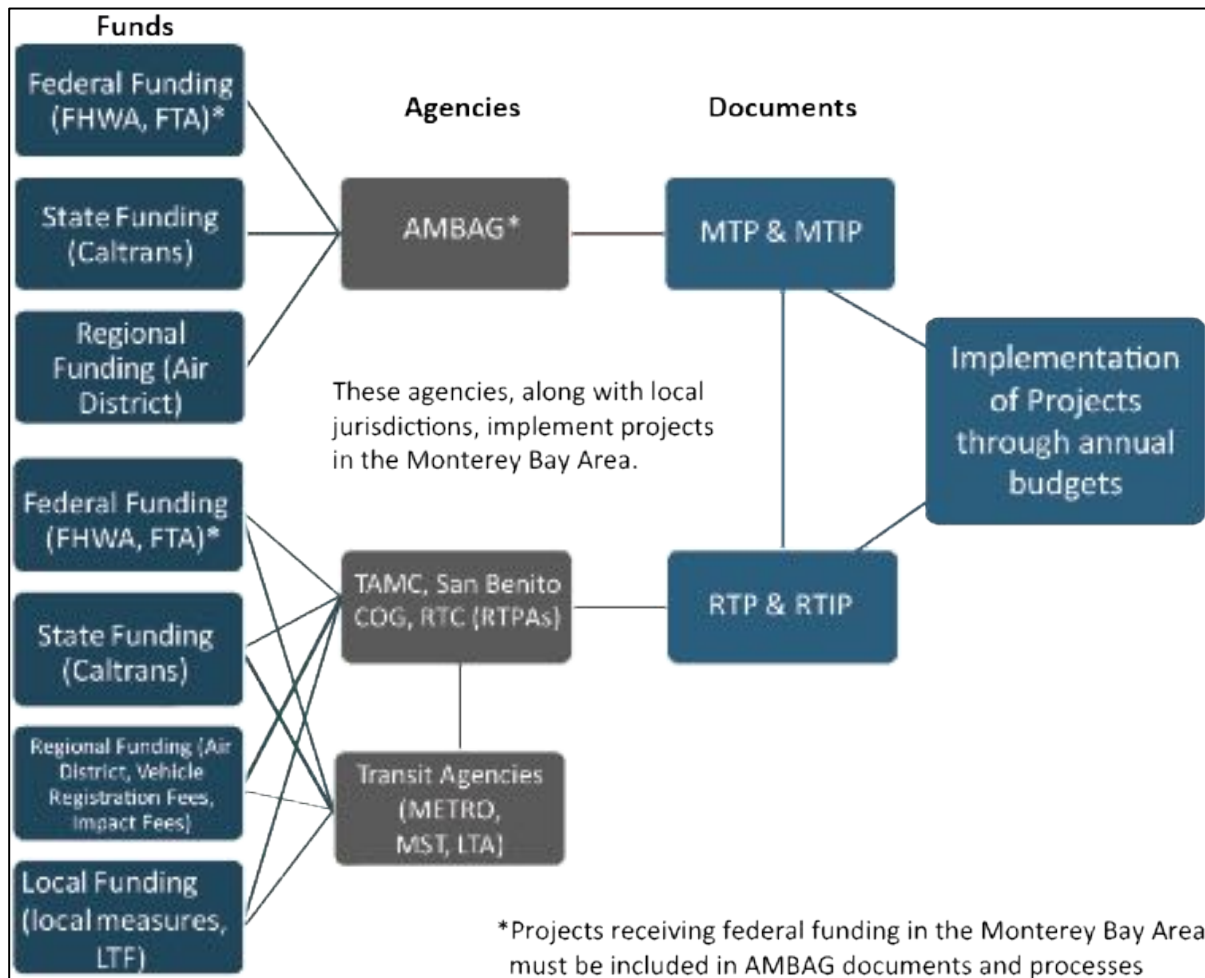 Funds
Federal Funding
(FHWA, FTA)*
State Funding
(Caltrans)
Regional
Funding (Air
District)
Federal Funding
(FHWA, FTA)*
State Funding
(Caltrans)
Regional Funding (Air
District, Vehicle
Registration Fees,
Impact Fees)
Local Funding
(local measures,
LTF)
Agencies
AMBAG*
These agencies, along with local
jurisdictions, implement projects
in the Monterey Bay Area.
TAMC, San Benito
COG, RTC (RTPAs)
Transit Agencies
(METRO,
MST, LTA)
Documents
MTP & MTIP
RTP & RTIP
Implementation
of Projects
through annual
budgets
*Projects receiving federal funding in the Monterey Bay Area
must be included in AMBAG documents and processes